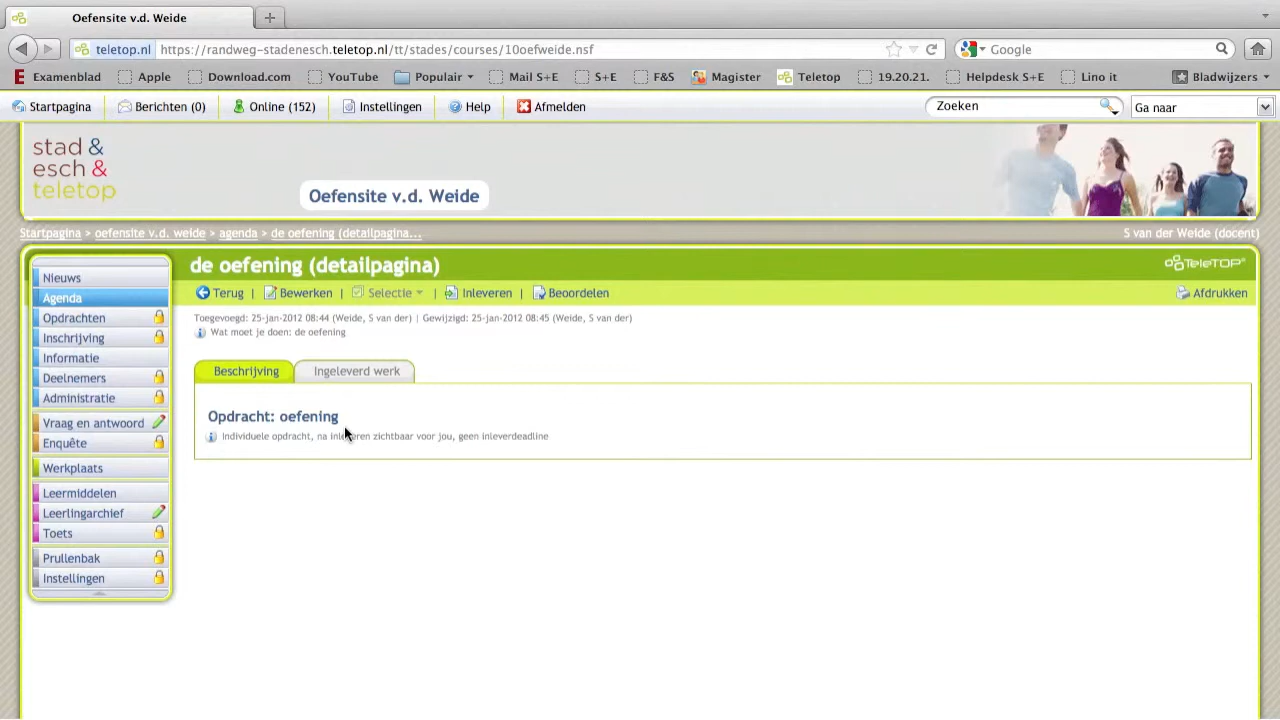 Oefensite v.d. Weide
teletop.nl https://randweg-stadenesch.teletop.nl/tt/stades/courses/10oefweide.nsf Google
Examenblad Apple Download.com YouTube Populair Mail S+E S+E F&S Magister Teletop 19.20.21. Helpdesk S+E Linn it Bladwijzers
Startpagina Berichten (0) Online (152) Instellingen Help Afmelden Zoeken Ga naar
stad &
esch &
teletop
Oefensite v.d. Weide
Startpagina > oefensite v.d. weide > agenda > de oefening (detailpagina... S van der Weide (docent)
de oefening (detailpagina) TeleTOP
Terug | Bewerken | Selectie | Inleveren | Beoordelen Afdrukken
Toegevoegd: 25-jan-2012 08:44 (Weide, S van der) | Gewijzigd: 25-jan-2012 08:45 (Weide, S van der)
Wat moet je doen: de oefening
Beschrijving Ingeleverd werk
Opdracht: oefening
Individuele opdracht, na inleveren zichtbaar voor jou, geen inleverdeadline
Nieuws
Agenda
Opdrachten
Inschrijving
Informatie
Deelnemers
Administratie
Vraag en antwoord
Enquête
Werkplaats
Leermiddelen
Leerlingarchief
Toets
Prullenbak
Instellingen